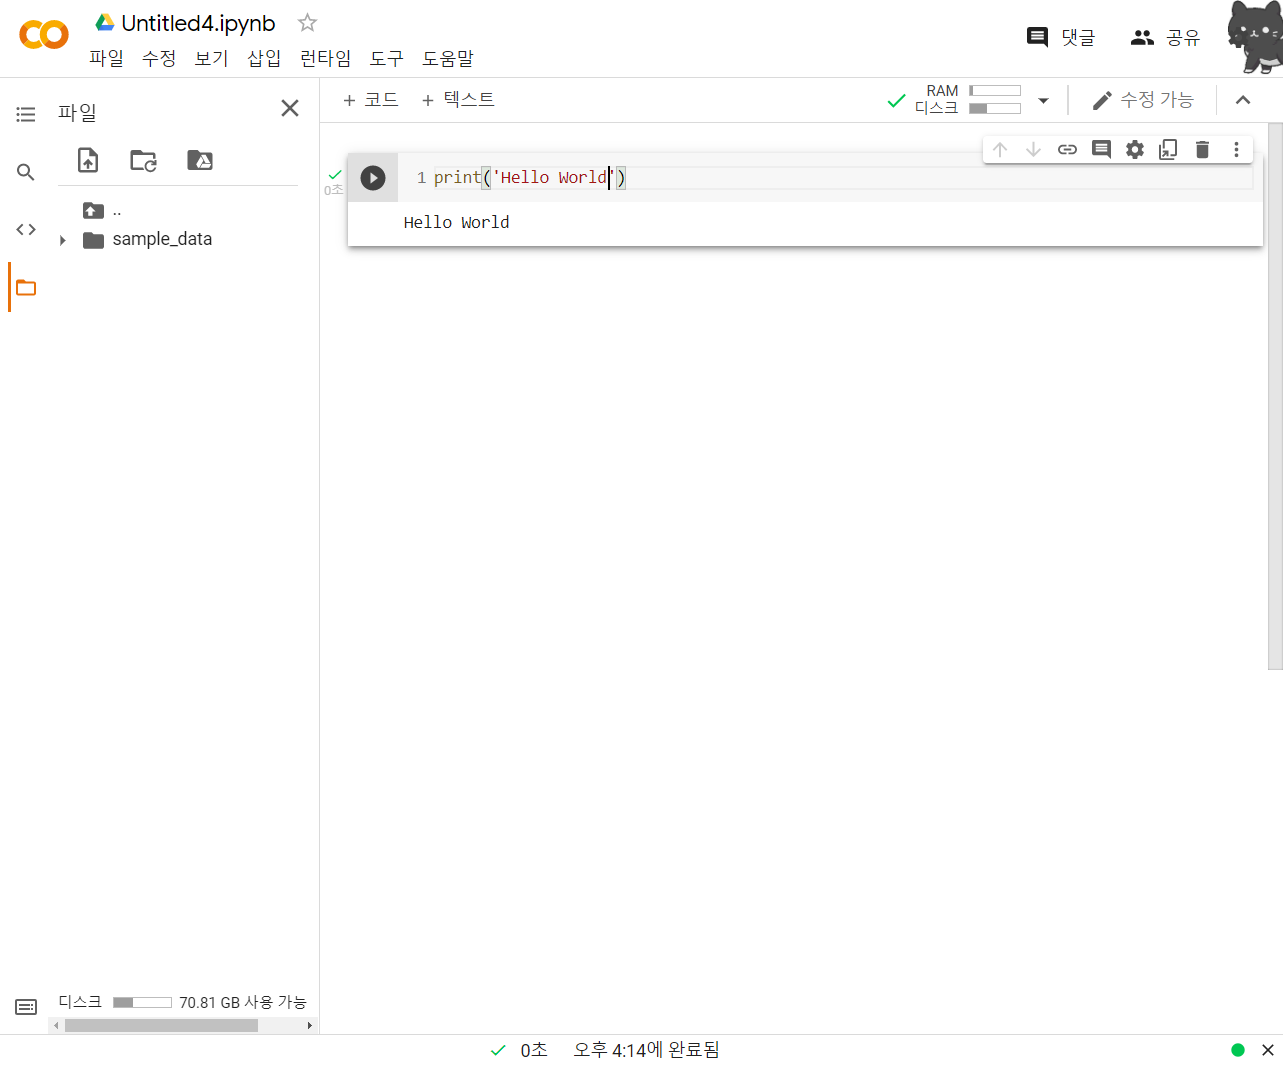 Untitled4.ipynb
파일 수정 보기 삽입 런타임 도구 도움말
댓글 공유
파일
+ 코드 + 텍스트
RAM
디스크
수정 가능
..
sample_data
0초
1 print('Hello World')
Hello World
디스크 70.81 GB 사용 가능
0초 오후 4:14에 완료됨